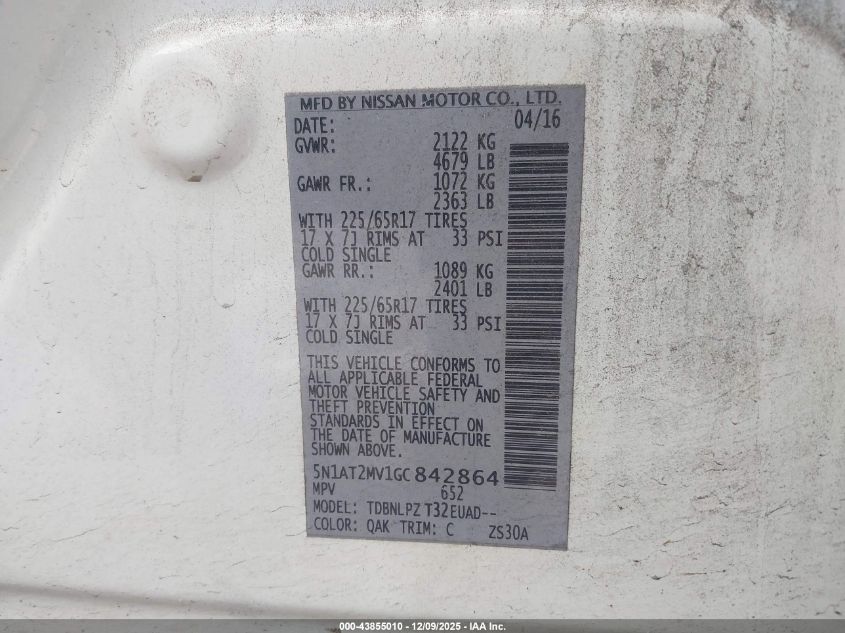 MFD BY NISSAN MOTOR CO., LTD.
DATE: 04/16
GVWR: 2122 KG
4679 LB
GAWR FR.: 1072 KG
2363 LB
WITH 225/65R17 TIRES
17 X 7J RIMS AT 33 PSI
COLD SINGLE
GAWR RR.: 1089 KG
2401 LB
WITH 225/65R17 TIRES
17 X 7J RIMS AT 33 PSI
COLD SINGLE
THIS VEHICLE CONFORMS TO
ALL APPLICABLE FEDERAL
MOTOR VEHICLE SAFETY AND
THEFT PREVENTION
STANDARDS IN EFFECT ON
THE DATE OF MANUFACTURE
SHOWN ABOVE.
5N1AT2MV1GC842864
MPV 652
MODEL: TDBNLPZ T32EUAD--
COLOR: QAK TRIM: C ZS30A
000-43855010 - 12/09/2025 - IAA Inc.